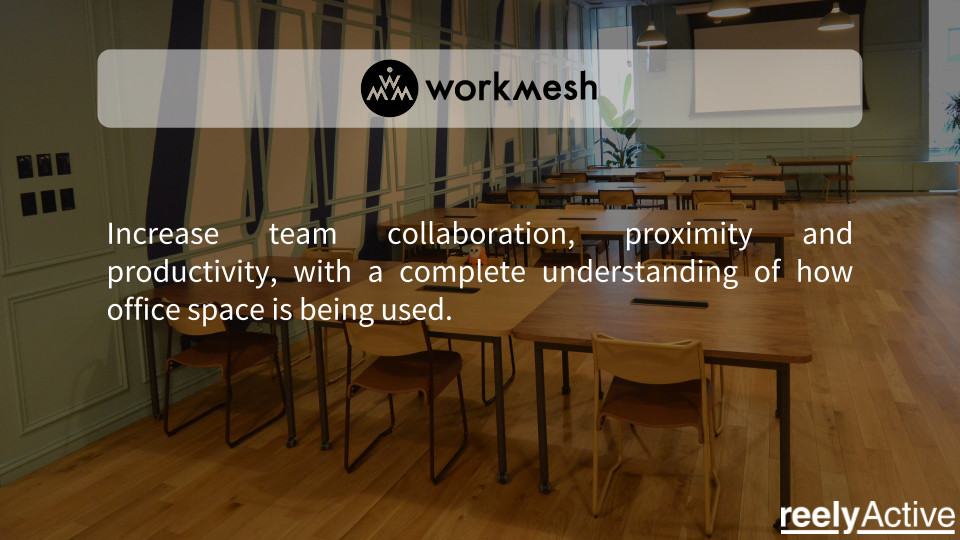 workmesh
Increase team collaboration, proximity and
productivity, with a complete understanding of how
office space is being used.
reelyActive